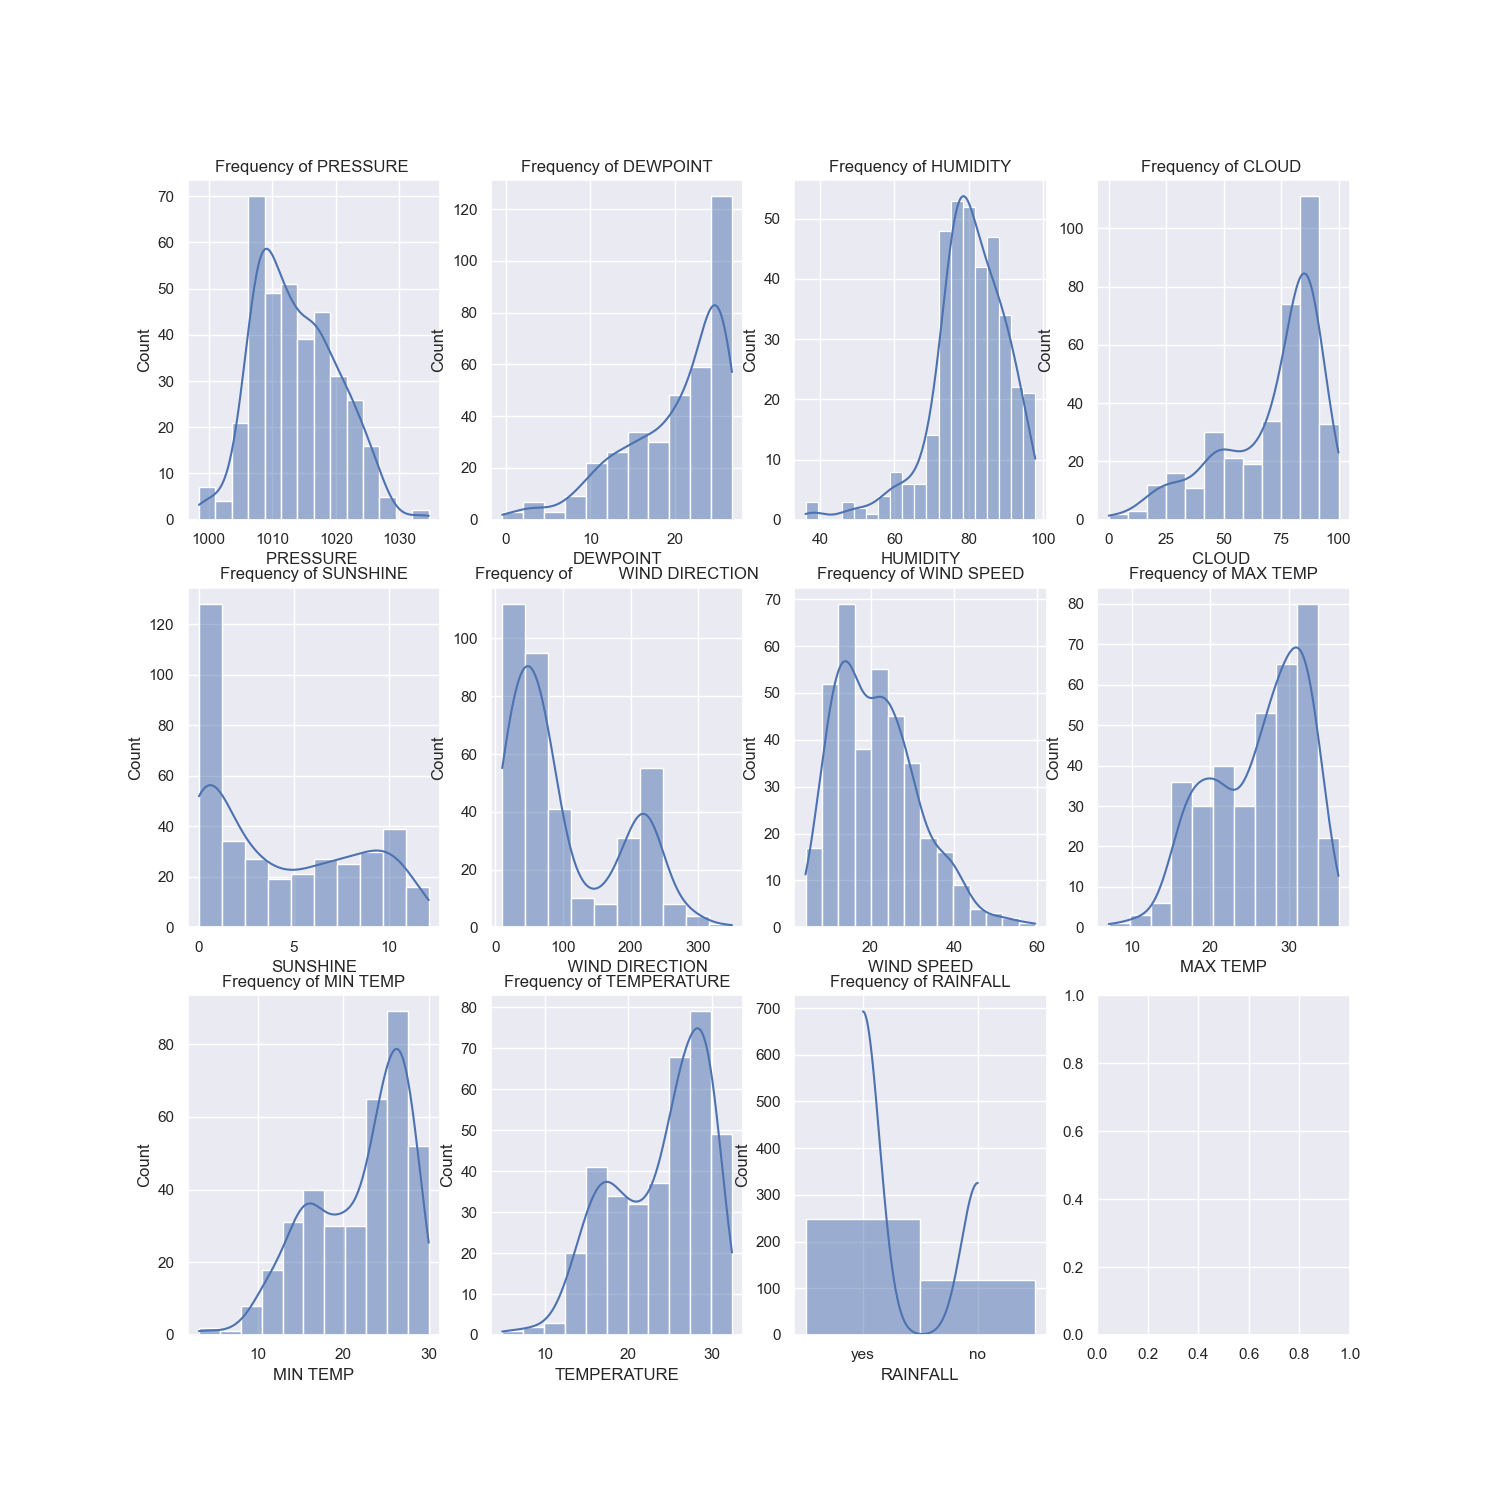 Frequency of PRESSURE
Count
70
60
50
40
30
20
10
0
1000 1010 1020 1030
PRESSURE
Frequency of DEWPOINT
Count
120
100
80
60
40
20
0
0 10 20
DEWPOINT
Frequency of HUMIDITY
Count
50
40
30
20
10
0
40 60 80 100
HUMIDITY
Frequency of CLOUD
Count
100
80
60
40
20
0
0 25 50 75 100
CLOUD
Frequency of SUNSHINE
Count
120
100
80
60
40
20
0
0 5 10
SUNSHINE
Frequency of WIND DIRECTION
Count
100
80
60
40
20
0
0 100 200 300
WIND DIRECTION
Frequency of WIND SPEED
Count
70
60
50
40
30
20
10
0
20 40 60
WIND SPEED
Frequency of MAX TEMP
Count
80
70
60
50
40
30
20
10
0
10 20 30
MAX TEMP
Frequency of MIN TEMP
Count
80
60
40
20
0
10 20 30
MIN TEMP
Frequency of TEMPERATURE
Count
80
70
60
50
40
30
20
10
0
10 20 30
TEMPERATURE
Frequency of RAINFALL
Count
700
600
500
400
300
200
100
0
yes no
RAINFALL
1.0
0.8
0.6
0.4
0.2
0.0
0.0 0.2 0.4 0.6 0.8 1.0